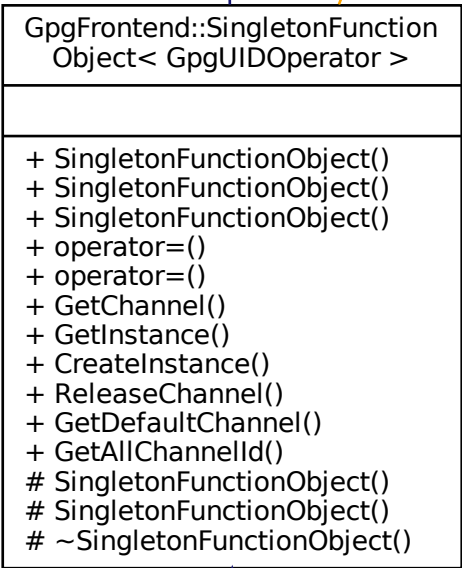 GpgFrontend::SingletonFunction
Object< GpgUIDOperator >
+ SingletonFunctionObject()
+ SingletonFunctionObject()
+ SingletonFunctionObject()
+ operator=()
+ operator=()
+ GetChannel()
+ GetInstance()
+ CreateInstance()
+ ReleaseChannel()
+ GetDefaultChannel()
+ GetAllChannelId()
# SingletonFunctionObject()
# SingletonFunctionObject()
# ~SingletonFunctionObject()